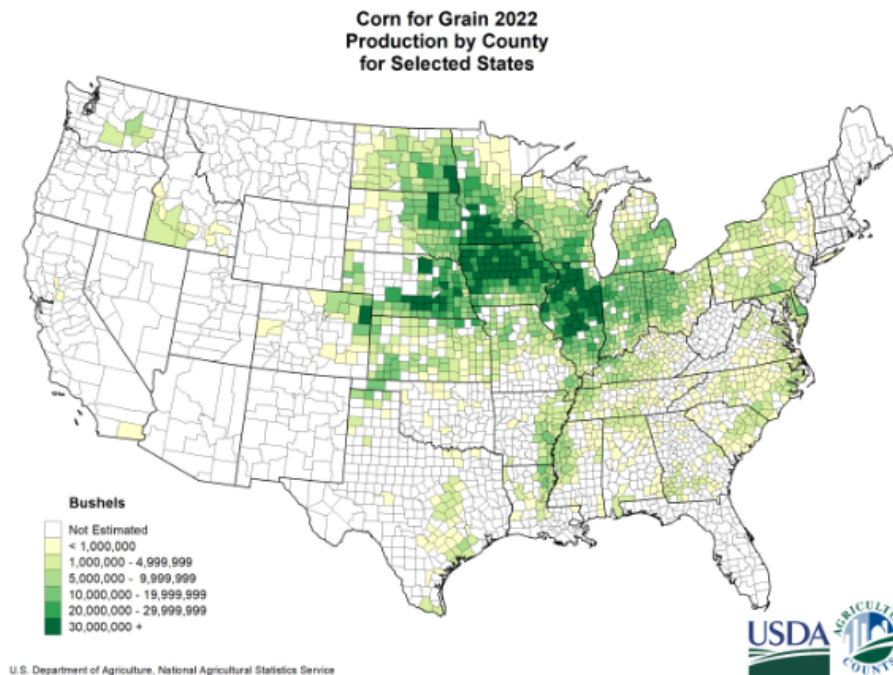 Corn for Grain 2022
Production by County
for Selected States
Bushels
Not Estimated
< 1,000,000
1,000,000 - 4,999,999
5,000,000 - 9,999,999
10,000,000 - 19,999,999
20,000,000 - 29,999,999
30,000,000 +
USDA
AGRICULTURE
COUNTS
U.S. Department of Agriculture, National Agricultural Statistics Service